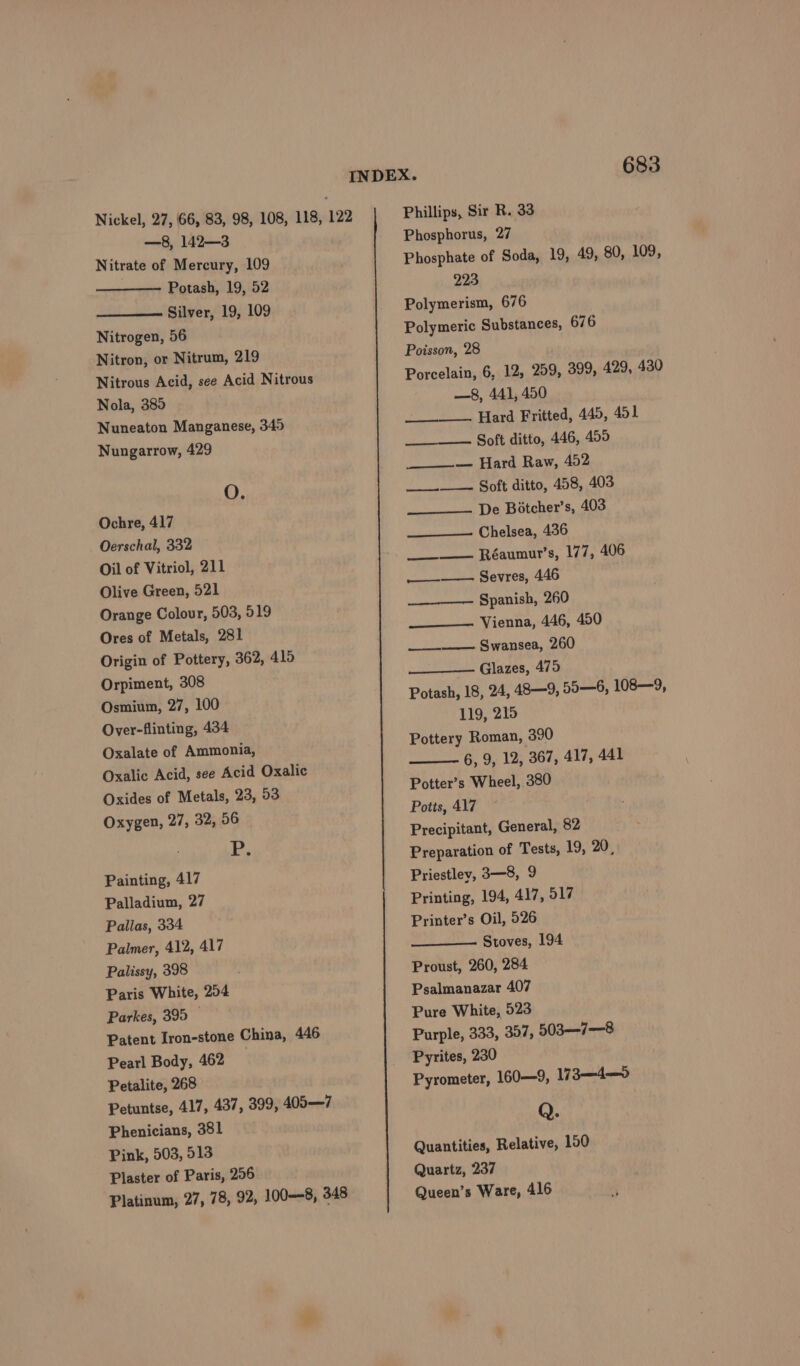 INDEX. 683
Nickel, 27, 66, 83, 98, 108, 118, 122
—8, 142—3
Nitrate of Mercury, 109
——— Potash, 19, 52
——— Silver, 19, 109
Nitrogen, 56
Nitron, or Nitrum, 219
Nitrous Acid, see Acid Nitrous
Nola, 385
Nuneaton Manganese, 345
Nungarrow, 429
O.
Ochre, 417
Oerschal, 332
Oil of Vitriol, 211
Olive Green, 521
Orange Colour, 503, 519
Ores of Metals, 281
Origin of Pottery, 362, 415
Orpiment, 308
Osmium, 27, 100
Over-flinting, 434
Oxalate of Ammonia,
Oxalic Acid, see Acid Oxalic
Oxides of Metals, 23, 53
Oxygen, 27, 32, 56
P.
Painting, 417
Palladium, 27
Pallas, 334
Palmer, 412, 417
Palissy, 398
Paris White, 254
Parkes, 395
Patent Iron-stone China, 446
Pearl Body, 462
Petalite, 268
Petuntse, 417, 437, 399, 405—7
Phenicians, 381
Pink, 503, 513
Plaster of Paris, 256
Platinum, 27, 78, 92, 100—8, 348
Phillips, Sir R. 33
Phosphorus, 27
Phosphate of Soda, 19, 49, 80, 109,
223
Polymerism, 676
Polymeric Substances, 676
Poisson, 28
Porcelain, 6, 12, 259, 399, 429, 430
—8, 441, 450
——— Hard Fritted, 445, 451
——— Soft ditto, 446, 455
——— Hard Raw, 452
——— Soft ditto, 458, 403
——— De Bötcher's, 403
——— Chelsea, 436
——— Réaumur's, 177, 406
——— Sevres, 446
——— Spanish, 260
——— Vienna, 446, 450
——— Swansea, 260
——— Glazes, 475
Potash, 18, 24, 48—9, 55—6, 108—9,
119, 215
Pottery Roman, 390
——— 6, 9, 12, 367, 417, 441
Potter's Wheel, 380
Potts, 417
Precipitant, General, 82
Preparation of Tests, 19, 20,
Priestley, 3—8, 9
Printing, 194, 417, 517
Printer's Oil, 526
——— Stoves, 194
Proust, 260, 284
Psalmanazar 407
Pure White, 523
Purple, 333, 357, 503—7—8
Pyrites, 230
Pyrometer, 160—9, 173—4—5
Q.
Quantities, Relative, 150
Quartz, 237
Queen's Ware, 416